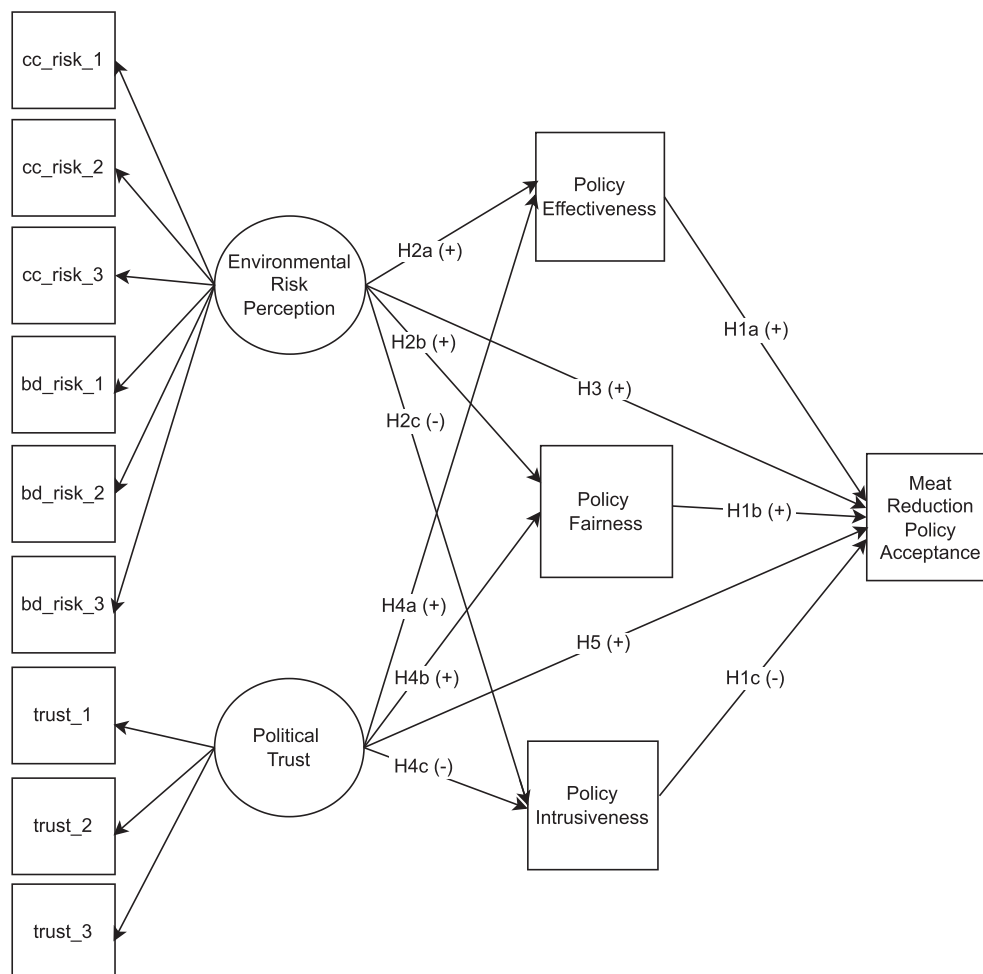 cc_risk_1
cc_risk_2
cc_risk_3
bd_risk_1
bd_risk_2
bd_risk_3
trust_1
trust_2
trust_3
Environmental
Risk
Perception
Political
Trust
H2a (+)
H2b (+)
H2c (-)
H3 (+)
H4a (+)
H4b (+)
H4c (-)
H5 (+)
Policy
Effectiveness
Policy
Fairness
Policy
Intrusiveness
H1a (+)
H1b (+)
H1c (-)
Meat
Reduction
Policy
Acceptance